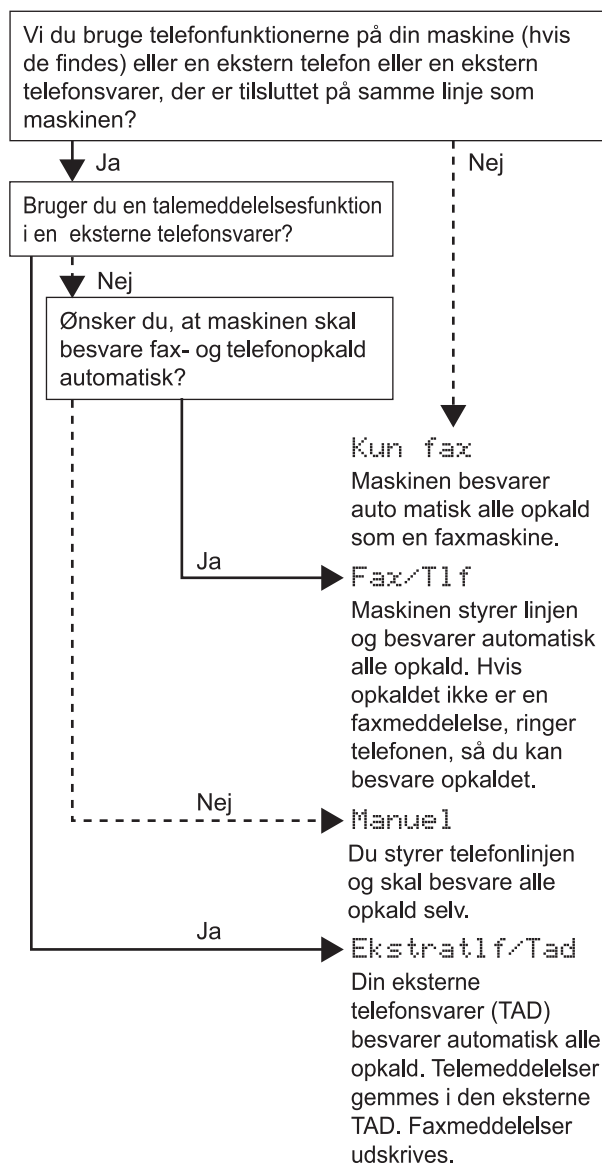 Vi du bruge telefonfunktionerne på din maskine (hvis
de findes) eller en ekstern telefon eller en ekstern
telefonsvarer, der er tilsluttet på samme linje som
maskinen?
Ja
Nej
Bruger du en talemeddelelsesfunktion
i en eksterne telefonsvarer?
Nej
Ønsker du, at maskinen skal
besvare fax- og telefonopkald
automatisk?
Kun fax
Maskinen besvarer
auto matisk alle opkald
som en faxmaskine.
Ja
Fax/Tlf
Maskinen styrer linjen
og besvarer automatisk
alle opkald. Hvis
opkaldet ikke er en
faxmeddelelse, ringer
telefonen, så du kan
besvare opkaldet.
Nej
Manuel
Du styrer telefonlinjen
og skal besvare alle
opkald selv.
Ja
Ekstratlf/Tad
Din eksterne
telefonsvarer (TAD)
besvarer automatisk alle
opkald. Telemeddelelser
gemmes i den eksterne
TAD. Faxmeddelelser
udskrives.